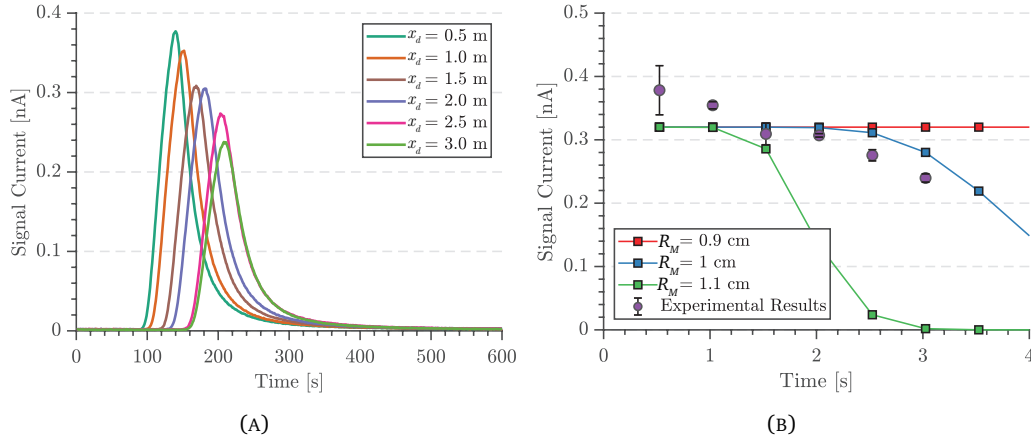 0.5
0.4
0.3
0.2
0.1
0
Signal Current [nA]
x_d = 0.5 m
x_d = 1.0 m
x_d = 1.5 m
x_d = 2.0 m
x_d = 2.5 m
x_d = 3.0 m
0 100 200 300 400 500 600
Time [s]
(A)
0.5
0.4
0.3
0.2
0.1
0
Signal Current [nA]
R_M = 0.9 cm
R_M = 1 cm
R_M = 1.1 cm
Experimental Results
0 1 2 3 4
Time [s]
(B)